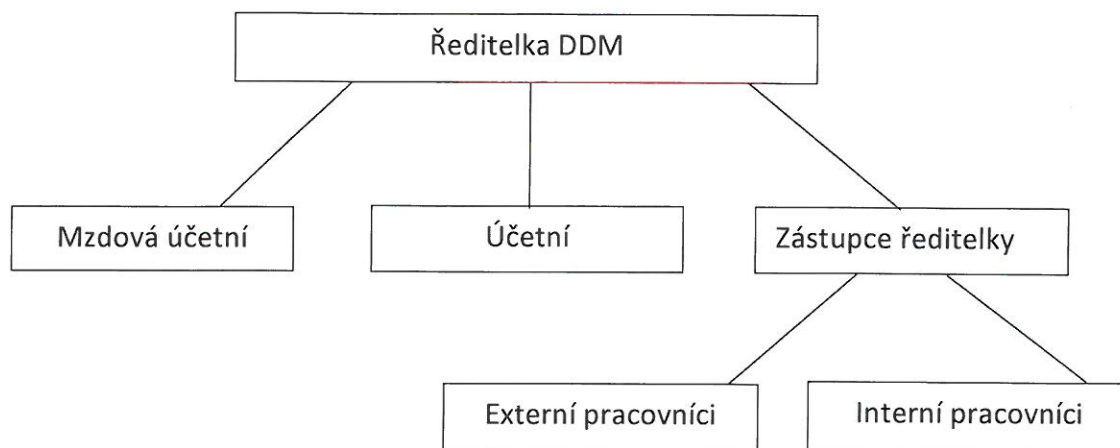 Ředitelka DDM
Mzdová účetní
Účetní
Zástupce ředitelky
Externí pracovníci
Interní pracovníci